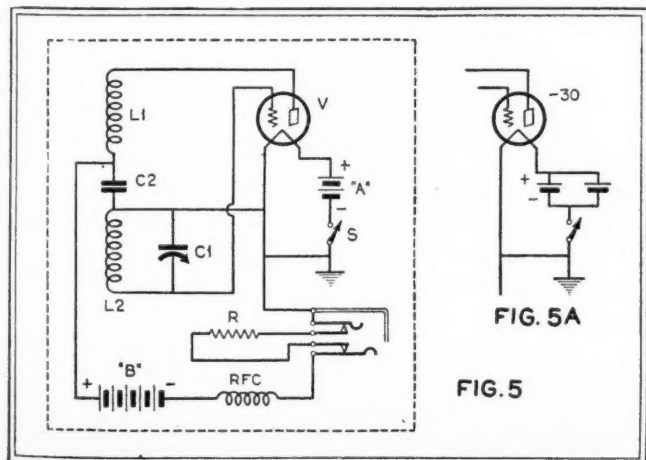 L1
V
-30
C2
+
"A"
-
S
C1
L2
+
-
R
FIG. 5A
"B"
+
-
RFC
FIG. 5